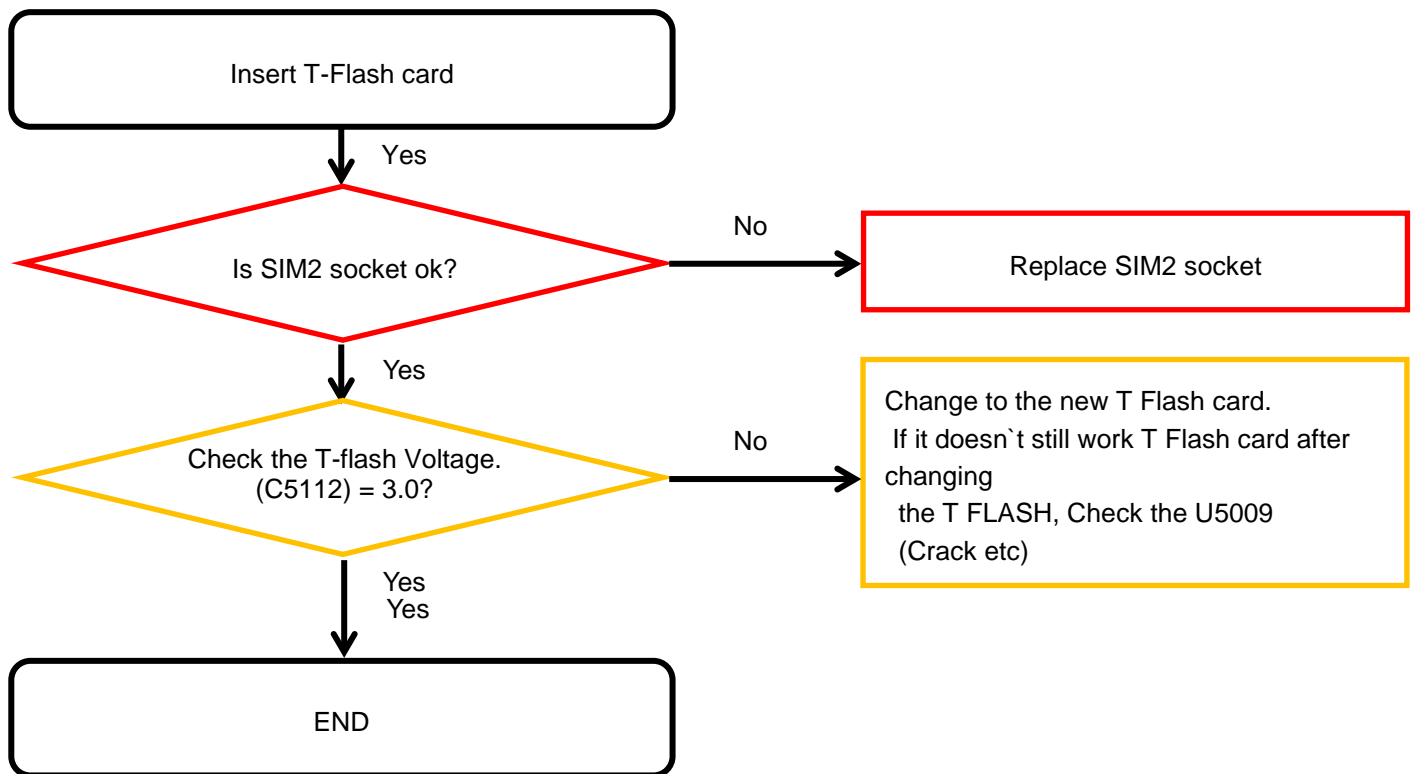 Insert T-Flash card
Yes
Is SIM2 socket ok?
No
Replace SIM2 socket
Yes
Check the T-flash Voltage.
(C5112) = 3.0?
No
Change to the new T Flash card.
If it doesn`t still work T Flash card after
changing
the T FLASH, Check the U5009
(Crack etc)
Yes
Yes
END